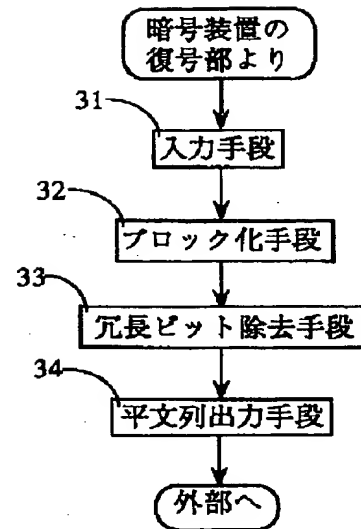 暗号装置の
復号部より
31
入力手段
32
ブロック化手段
33
冗長ビット除去手段
34
平文列出力手段
外部へ